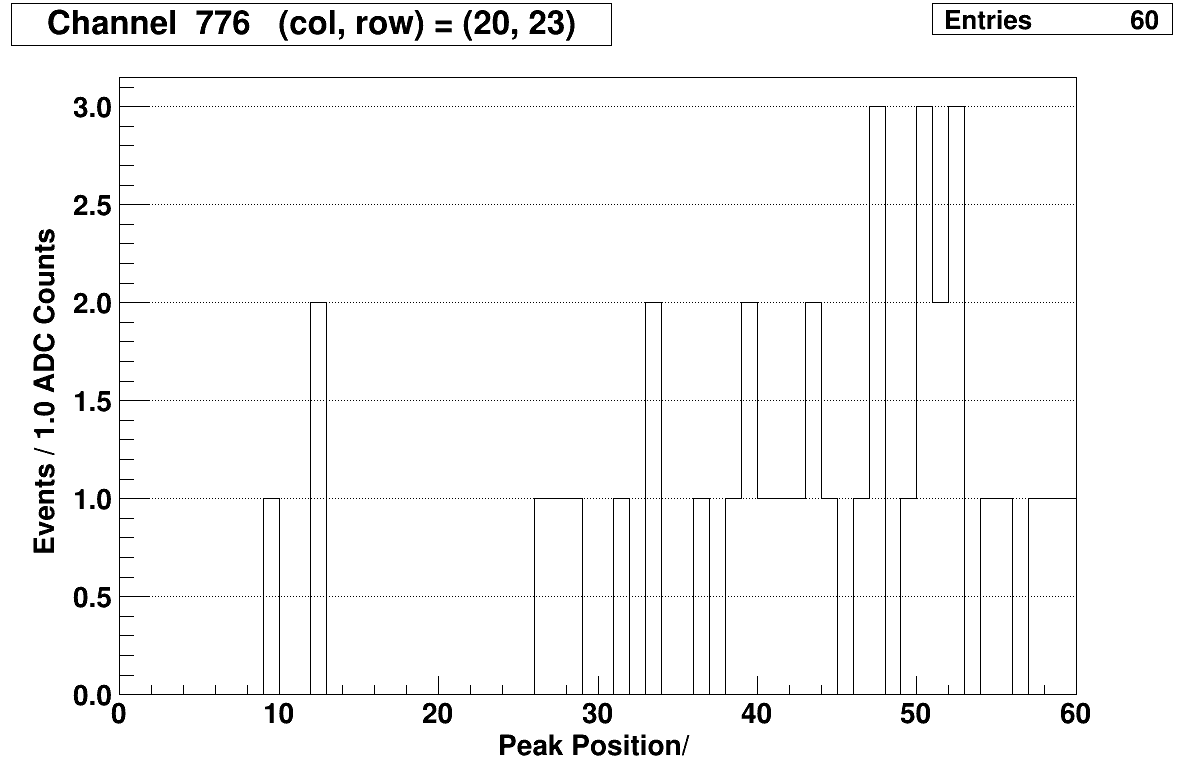 Channel  776   (col, row) = (20, 23)
Entries 60
3.0
2.5
2.0
1.5
1.0
0.5
0.0
Events / 1.0 ADC Counts
0 10 20 30 40 50 60
Peak Position/